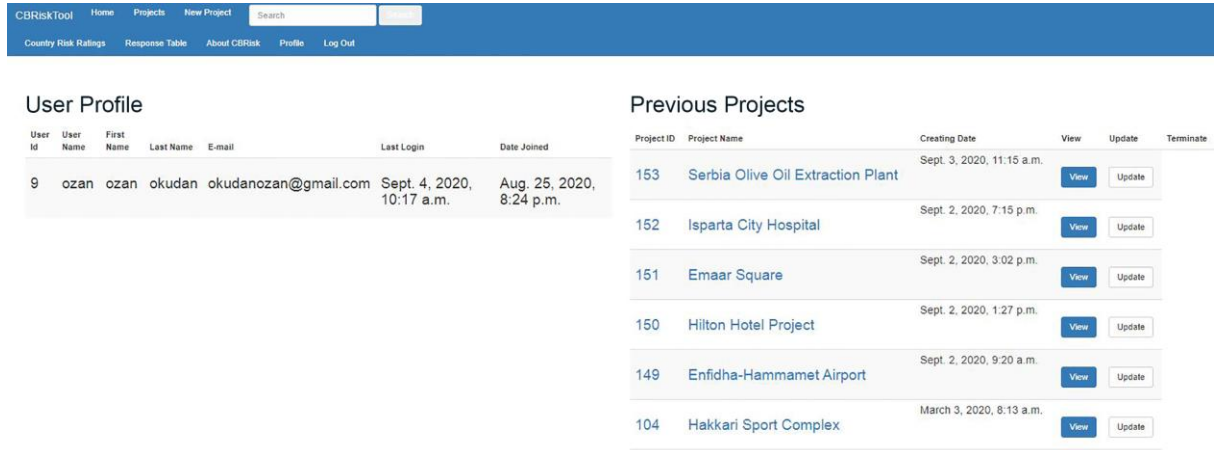 CBRiskTool Home Projects New Project Search Search
Country Risk Ratings Response Table About CBRisk Profile Log Out
User Profile
User Id User Name First Name Last Name E-mail Last Login Date Joined
9 ozan ozan okudan okudanozan@gmail.com Sept. 4, 2020, 10:17 a.m. Aug. 25, 2020, 8:24 p.m.
Previous Projects
Project ID Project Name Creating Date View Update Terminate
153 Serbia Olive Oil Extraction Plant Sept. 3, 2020, 11:15 a.m. View Update
152 Isparta City Hospital Sept. 2, 2020, 7:15 p.m. View Update
151 Emaar Square Sept. 2, 2020, 3:02 p.m. View Update
150 Hilton Hotel Project Sept. 2, 2020, 1:27 p.m. View Update
149 Enfidha-Hammamet Airport Sept. 2, 2020, 9:20 a.m. View Update
104 Hakkari Sport Complex March 3, 2020, 8:13 a.m. View Update